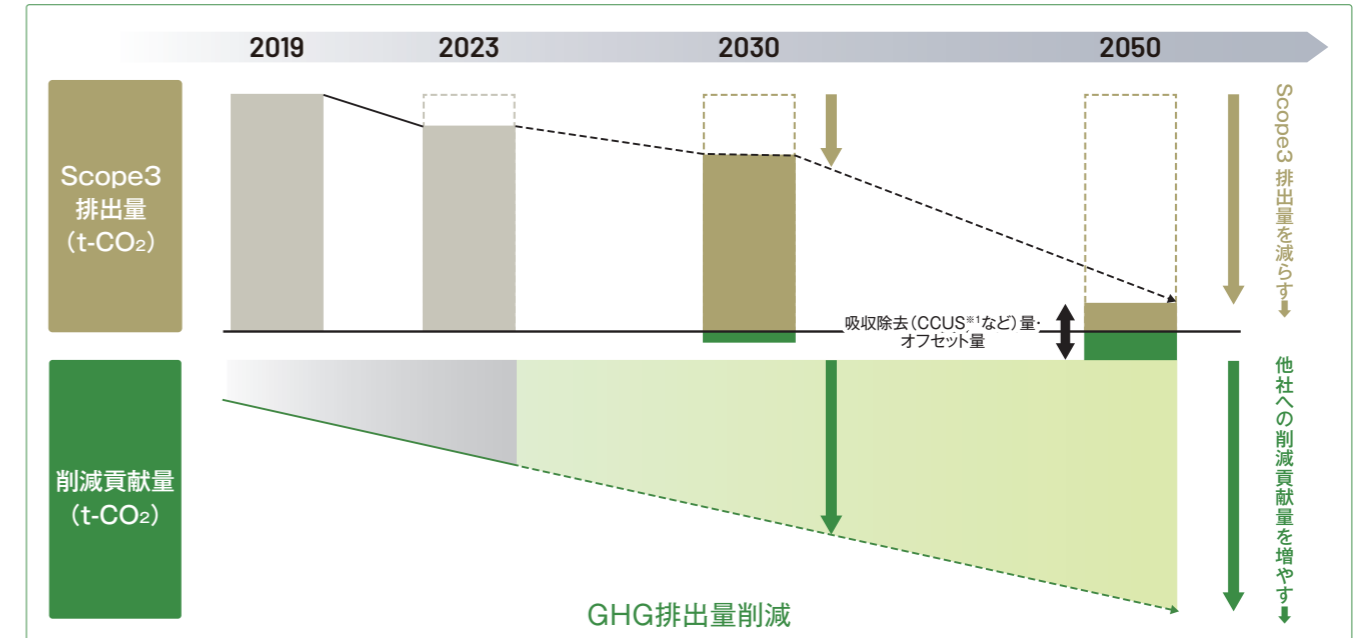 2019 2023 2030 2050
Scope3
排出量
（t-CO₂）
Scope3 排出量を減らす
吸収除去（CCUS※1など）量・
オフセット量
削減貢献量
（t-CO₂）
他社への削減貢献量を増やす
GHG排出量削減